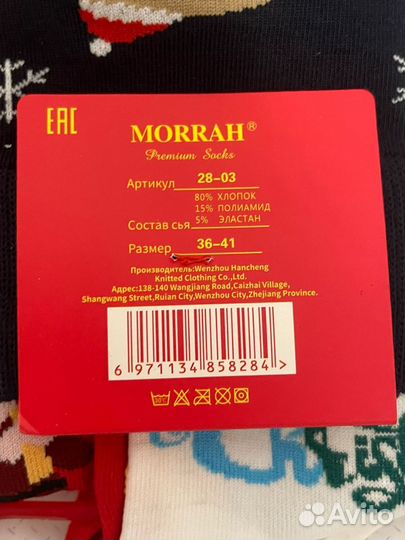 EAC
MORRAH®
Premium Socks
Артикул 28-03
80% ХЛОПОК
15% ПОЛИАМИД
Состав сья 5% ЭЛАСТАН
Размер 36-41
Производитель:Wenzhou Hancheng
Knitted Clothing Co.,Ltd.
Адрес:138-140 Wangjiang Road,Caizhai Village,
Shangwang Street,Ruian City,Wenzhou City,Zhejiang Province.
6 971134 858284 >
30°C
Avito